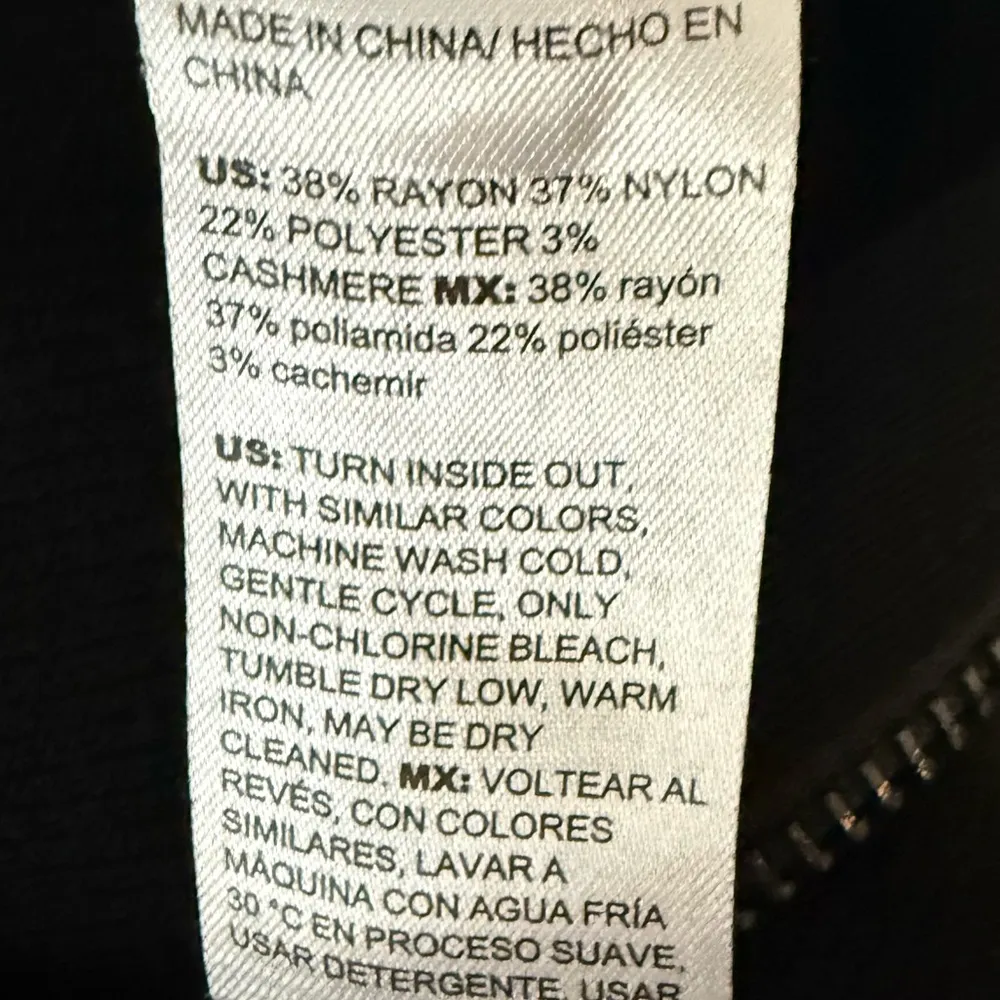 MADE IN CHINA/ HECHO EN
CHINA
US: 38% RAYON 37% NYLON
22% POLYESTER 3%
CASHMERE MX: 38% rayón
37% poliamida 22% poliéster
3% cachemir
US: TURN INSIDE OUT,
WITH SIMILAR COLORS,
MACHINE WASH COLD,
GENTLE CYCLE, ONLY
NON-CHLORINE BLEACH,
TUMBLE DRY LOW, WARM
IRON, MAY BE DRY
CLEANED. MX: VOLTEAR AL
REVÉS, CON COLORES
SIMILARES, LAVAR A
MÁQUINA CON AGUA FRÍA
30 °C EN PROCESO SUAVE,
USAR DETERGENTE, USAR